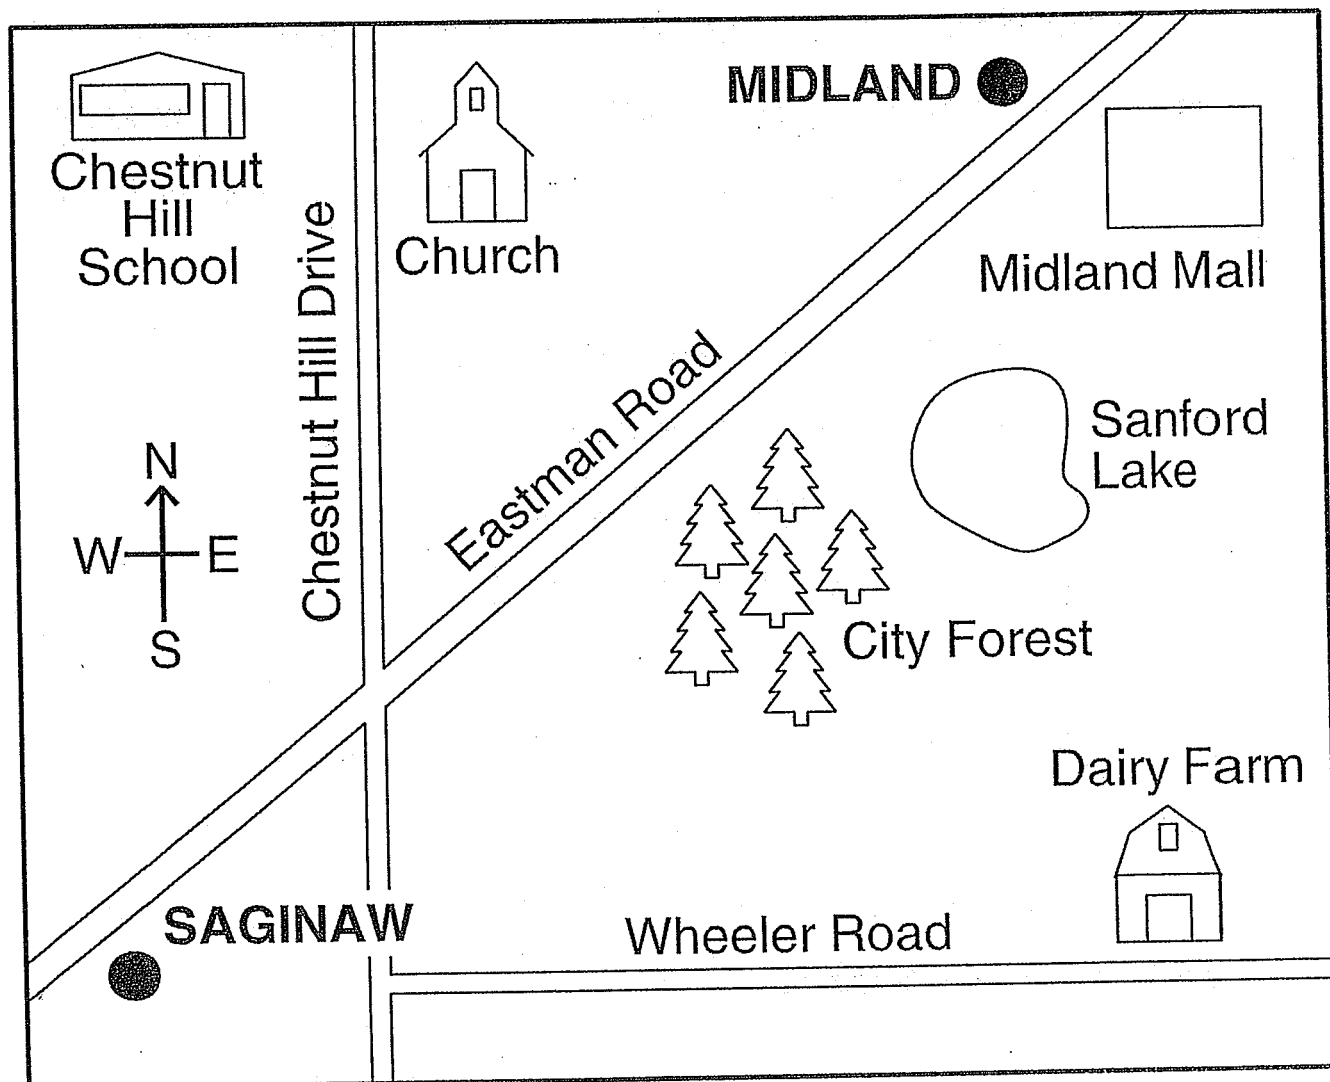 MIDLAND
Chestnut
Hill
School
Church
Chestnut Hill Drive
Midland Mall
Eastman Road
Sanford
Lake
N
W E
S
City Forest
Dairy Farm
SAGINAW
Wheeler Road